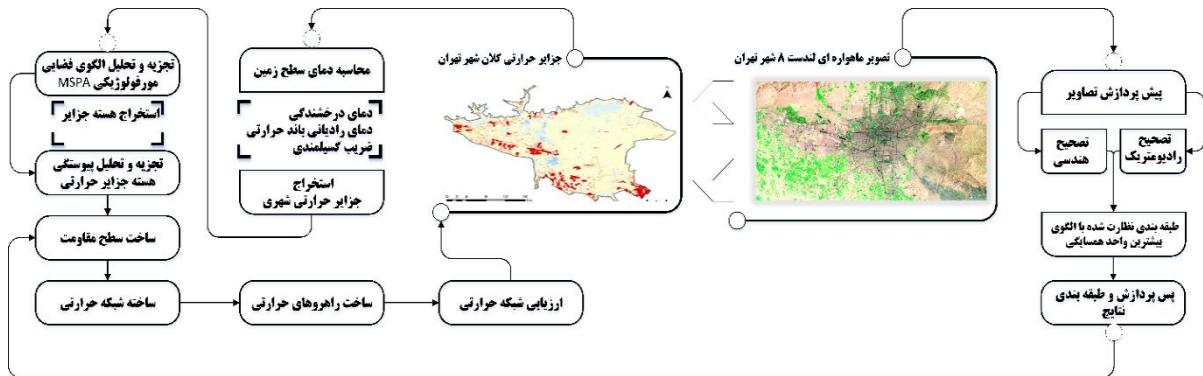 تصویر ماهواره ای لندست ۸ شهر تهران
پیش پردازش تصاویر
تصحیح
رادیومتریک
تصحیح
هندسی
طبقه بندی نظارت شده با الگوی
بیشترین واحد همسایگی
پس پردازش و طبقه بندی
نتایج
جزایر حرارتی کلان شهر تهران
محاسبه دمای سطح زمین
دمای درخشندگی
دمای رادیانی باند حرارتی
ضریب گسیلمندی
استخراج
جزایر حرارتی شهری
تجزیه و تحلیل الگوی فضایی
مورفولوژیکی MSPA
استخراج هسته جزایر
تجزیه و تحلیل پیوستگی
هسته جزایر حرارتی
ساخت سطح مقاومت
ساخته شبکه حرارتی
ساخت راهروهای حرارتی
ارزیابی شبکه حرارتی